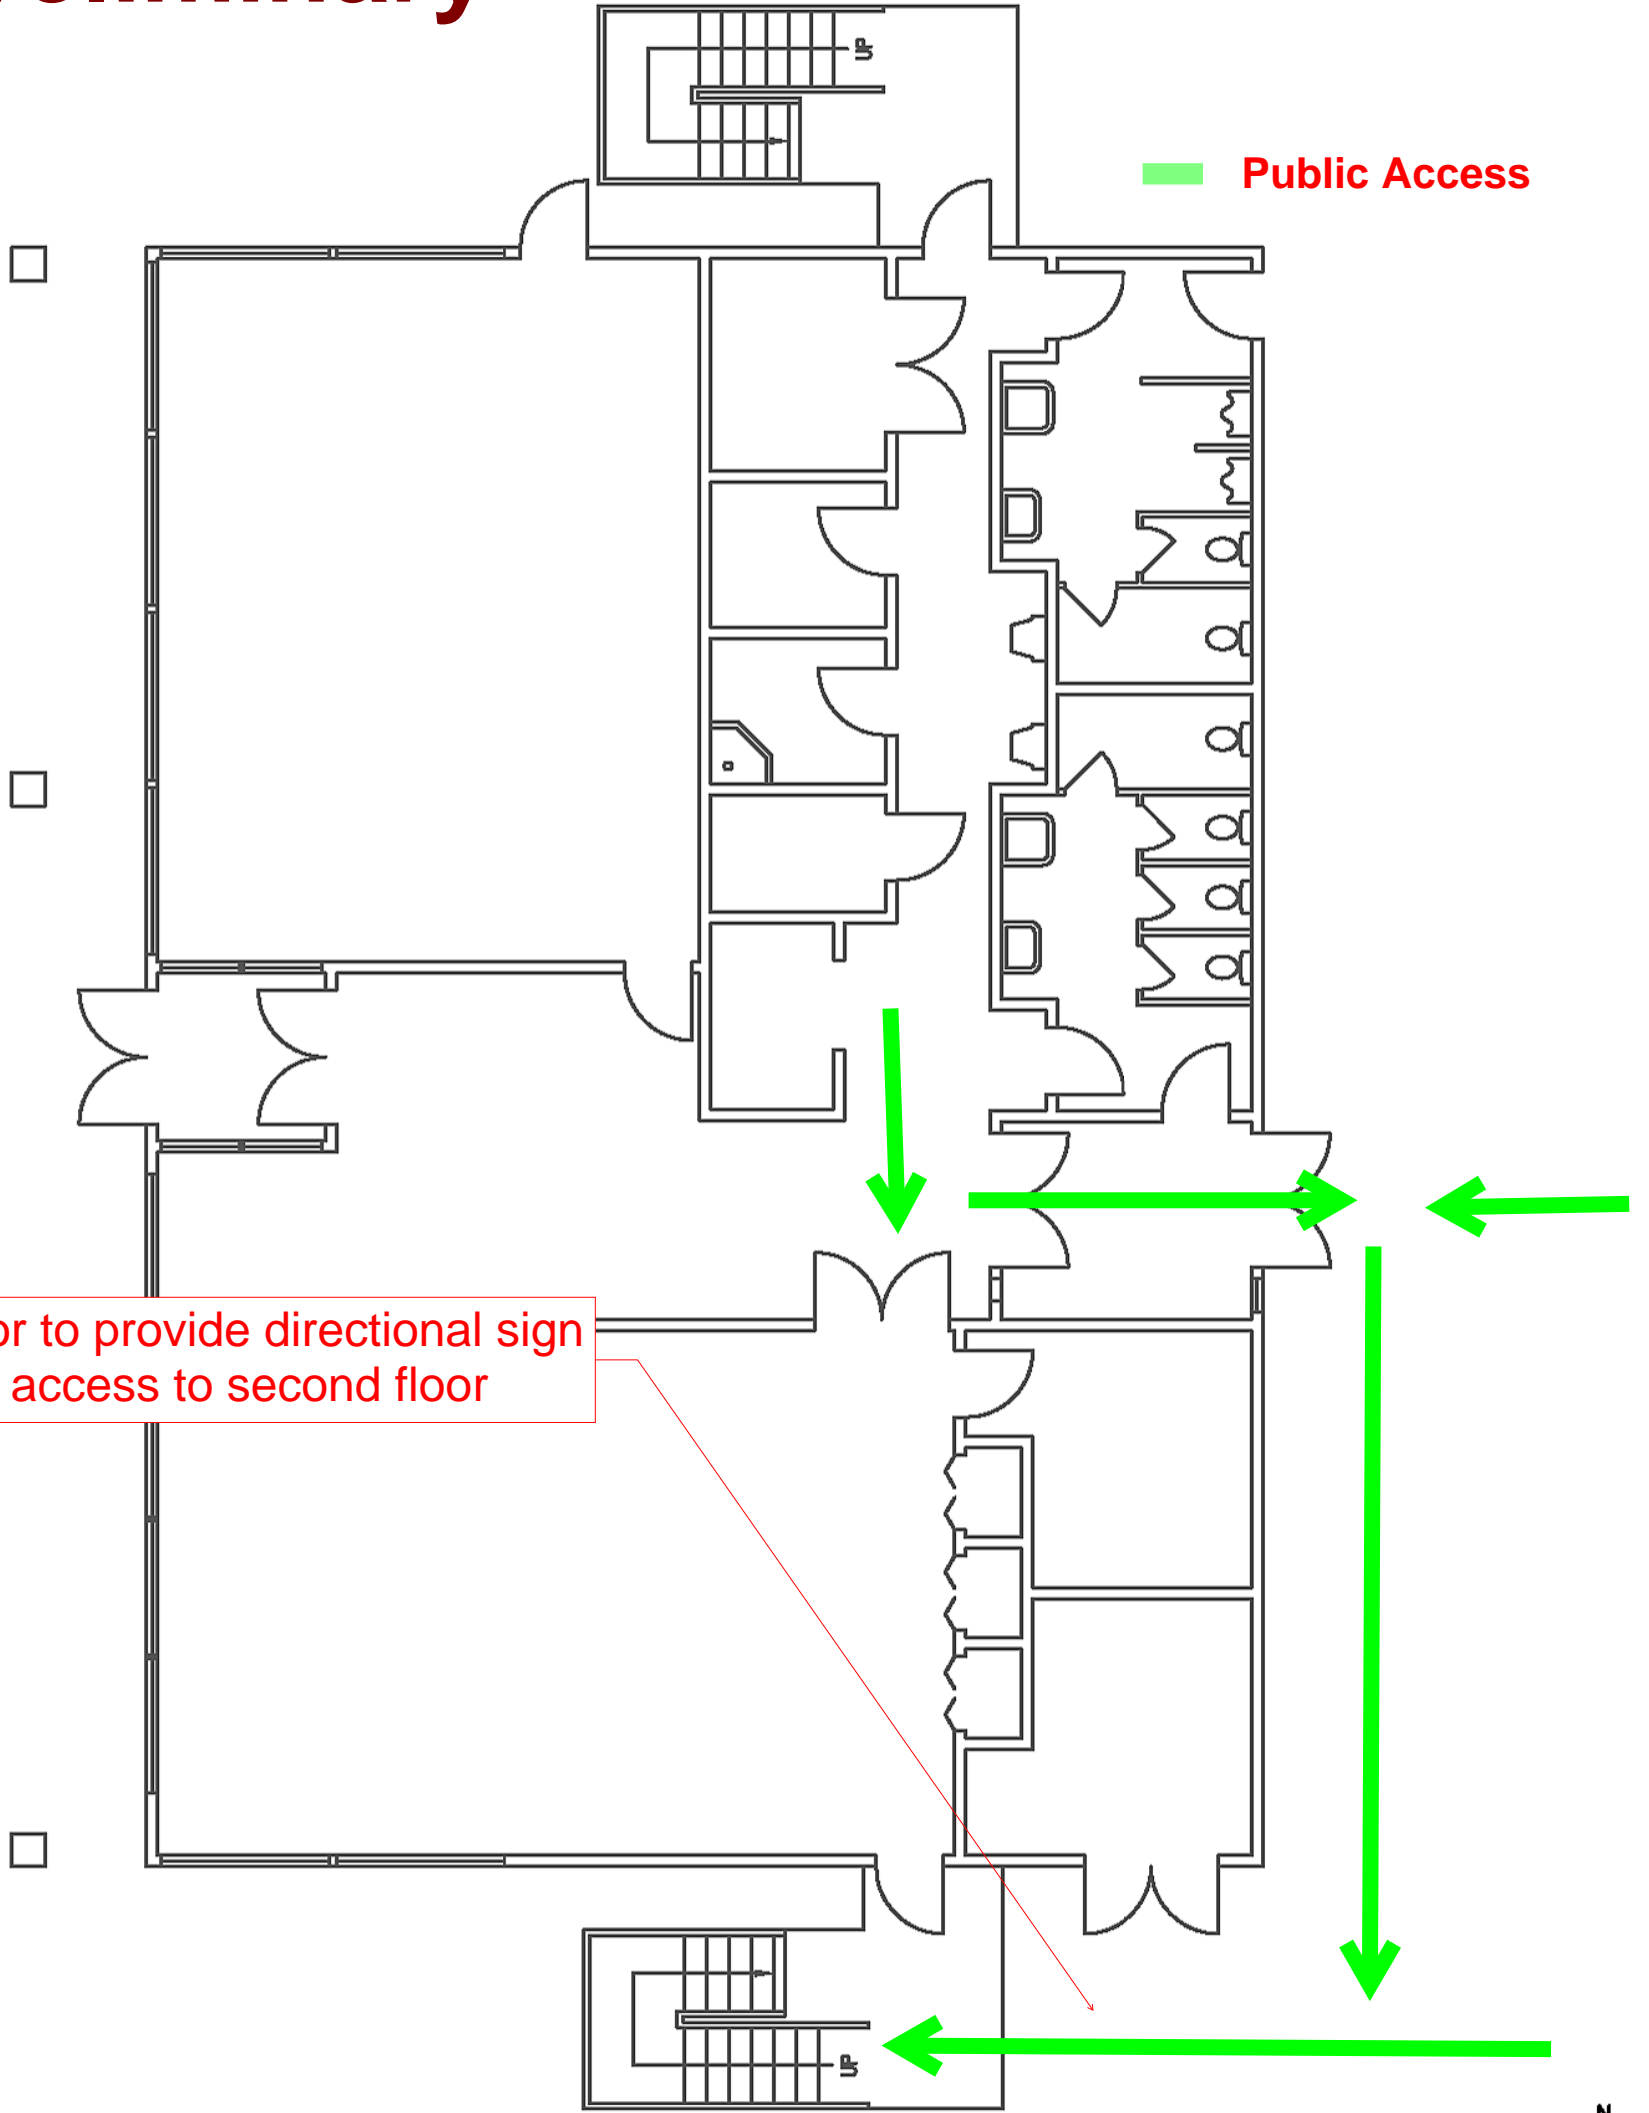 UP
Public Access
or to provide directional sign
access to second floor
UP
N